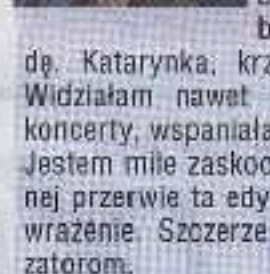 b
dę. Katarynka, krz
Widziałam nawet
koncerty, wspaniała
Jestem mile zaskoc
nej przerwie ta edy
wrażenie. Szczerze
zatorom.